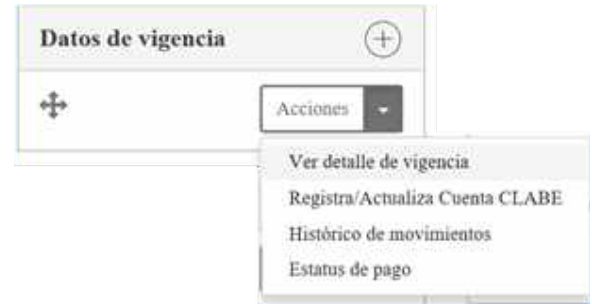 Datos de vigencia
Acciones
Ver detalle de vigencia
Registra/Actualiza Cuenta CLABE
Histórico de movimientos
Estatus de pago